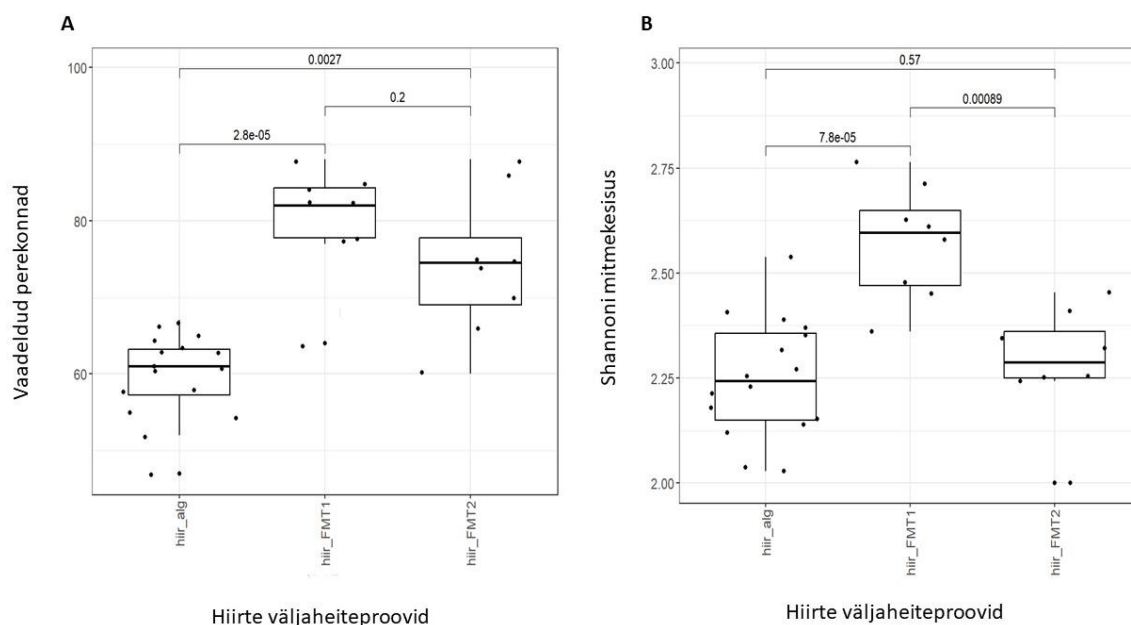 A
Vaadeldud perekonnad
100
80
60
0.0027
0.2
2.8e-05
hiir_alg
hiir_FMT1
hiir_FMT2
Hiirte väljaheiteproovid
B
Shannoni mitmekesisus
3.00
2.75
2.50
2.25
2.00
0.57
0.00089
7.8e-05
hiir_alg
hiir_FMT1
hiir_FMT2
Hiirte väljaheiteproovid